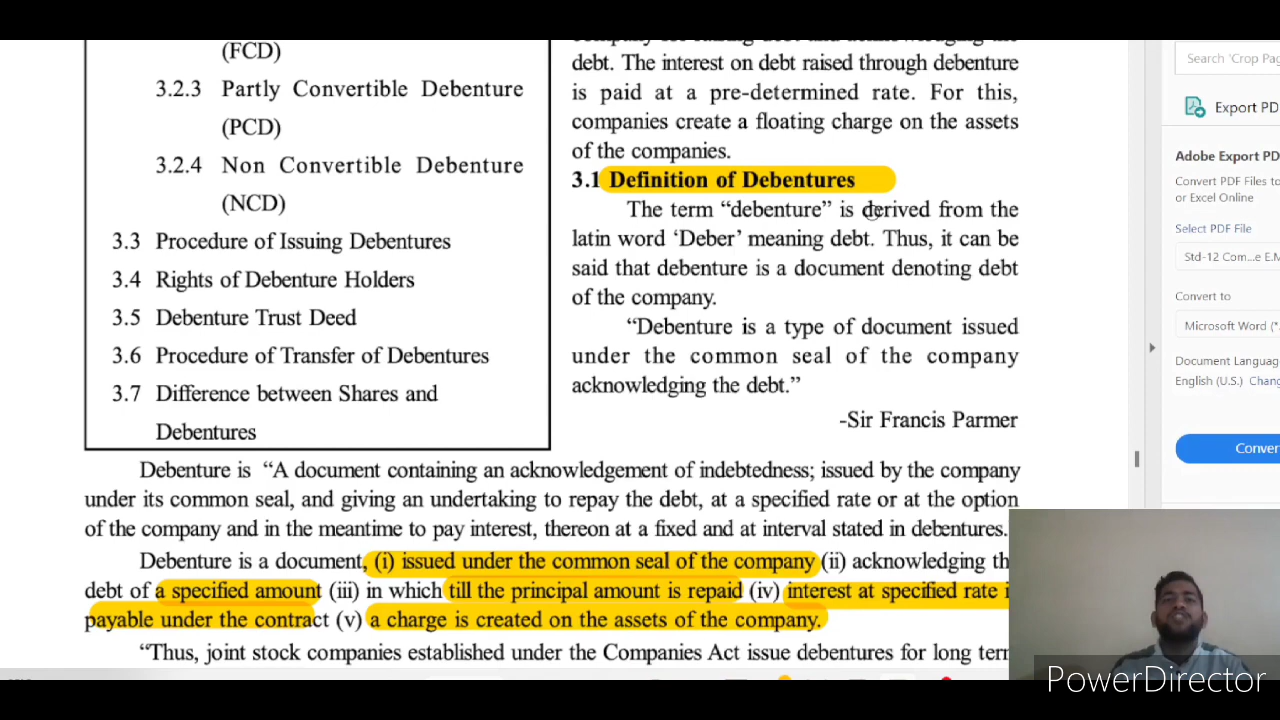 (FCD)
3.2.3 Partly Convertible Debenture
(PCD)
3.2.4 Non Convertible Debenture
(NCD)
3.3 Procedure of Issuing Debentures
3.4 Rights of Debenture Holders
3.5 Debenture Trust Deed
3.6 Procedure of Transfer of Debentures
3.7 Difference between Shares and
Debentures
debt. The interest on debt raised through debenture
is paid at a pre-determined rate. For this,
companies create a floating charge on the assets
of the companies.
3.1 Definition of Debentures
The term “debenture” is derived from the
latin word ‘Deber’ meaning debt. Thus, it can be
said that debenture is a document denoting debt
of the company.
“Debenture is a type of document issued
under the common seal of the company
acknowledging the debt.”
-Sir Francis Parmer
Debenture is “A document containing an acknowledgement of indebtedness; issued by the company
under its common seal, and giving an undertaking to repay the debt, at a specified rate or at the option
of the company and in the meantime to pay interest, thereon at a fixed and at interval stated in debentures.
Debenture is a document, (i) issued under the common seal of the company (ii) acknowledging th
debt of a specified amount (iii) in which till the principal amount is repaid (iv) interest at specified rate i
payable under the contract (v) a charge is created on the assets of the company.
“Thus, joint stock companies established under the Companies Act issue debentures for long term
Search 'Crop Pag
Export PD
Adobe Export PD
Convert PDF Files to
or Excel Online
Select PDF File
Std-12 Com...e E.M
Convert to
Microsoft Word (*.
Document Languag
English (U.S.) Chang
Conver
PowerDirector